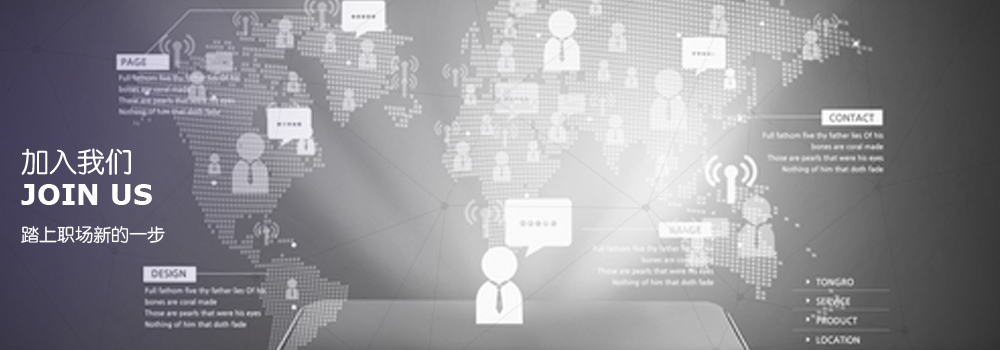 加入我们
JOIN US
踏上职场新的一步
PAGE
Full fathom five thy father lies Of his
bones are coral made
Those are pearls that were his eyes
Nothing of him that doth fade
DESIGN
Full fathom five thy father lies Of his
bones are coral made
Those are pearls that were his eyes
Nothing of him that doth fade
CONTACT
Full fathom five thy father lies Of his
bones are coral made
Those are pearls that were his eyes
Nothing of him that doth fade
IMAGE
Full fathom five thy father lies Of his
bones are coral made
Those are pearls that were his eyes
Nothing of him that doth fade
TONGRO
SERVICE
PRODUCT
LOCATION